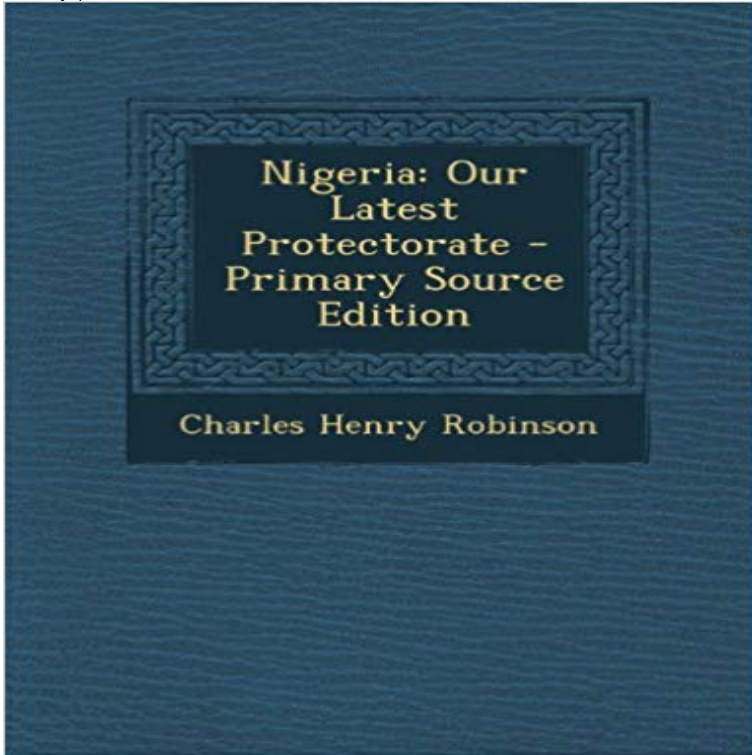 Nigeria: Our
Latest
Protectorate -
Primary Source
Edition
Charles Henry Robinson